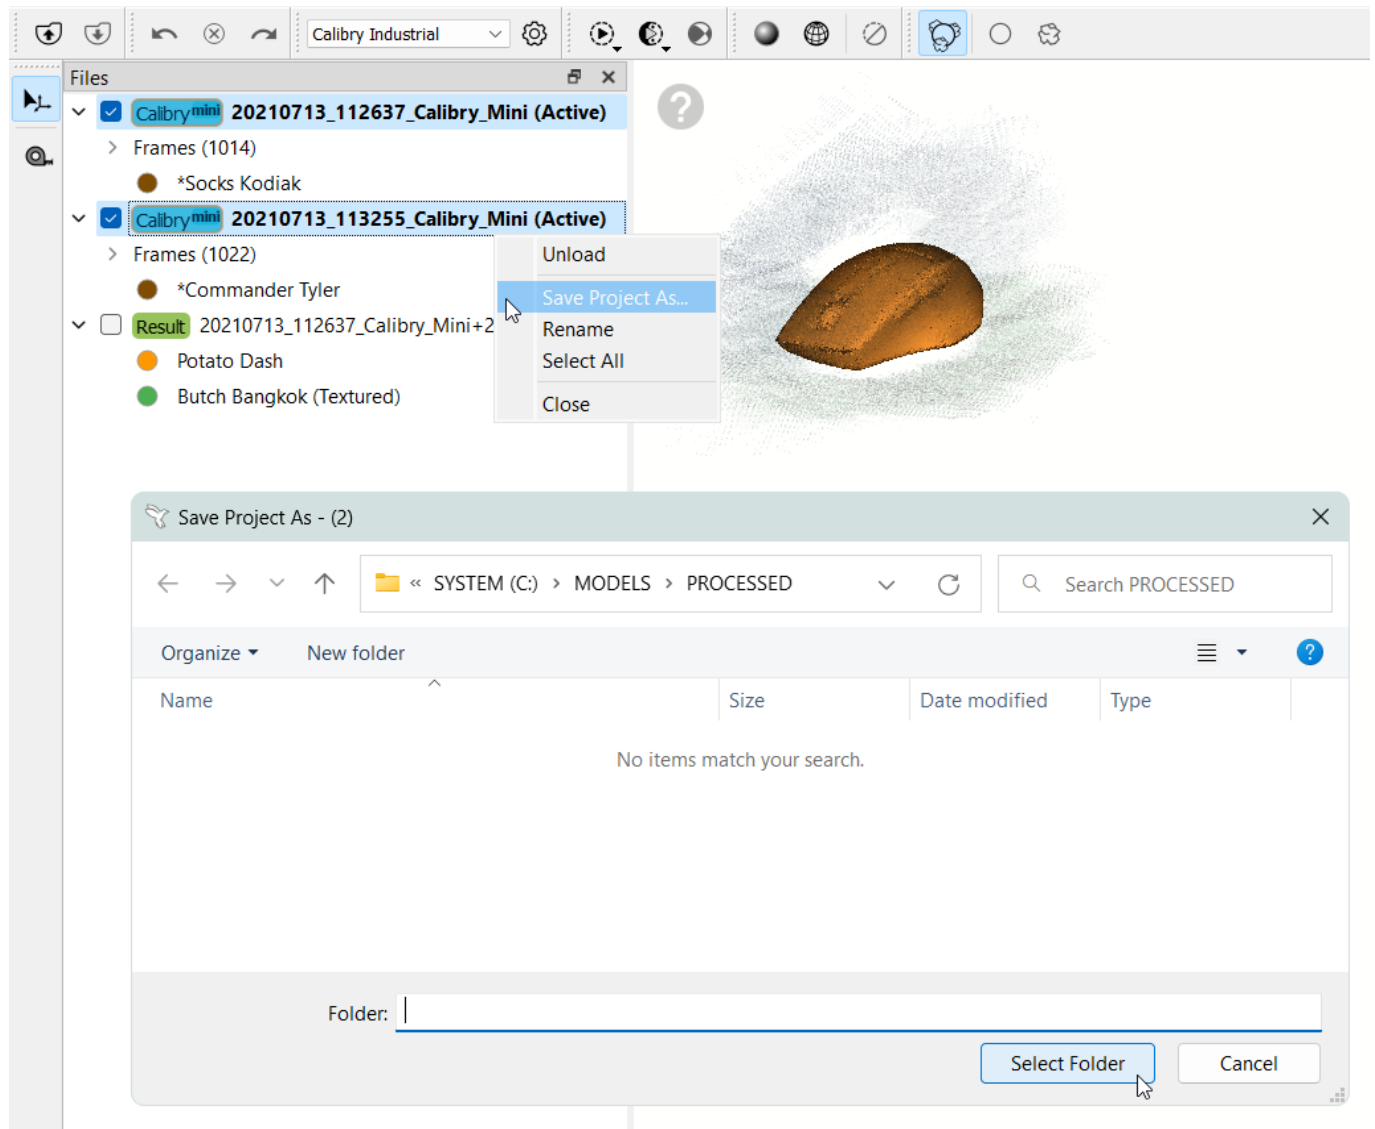 Calibry Industrial
Files
Calibry mini 20210713_112637_Calibry_Mini (Active)
Frames (1014)
*Socks Kodiak
Calibry mini 20210713_113255_Calibry_Mini (Active)
Frames (1022)
*Commander Tyler
Result 20210713_112637_Calibry_Mini+2
Potato Dash
Butch Bangkok (Textured)
Unload
Save Project As...
Rename
Select All
Close
?
Save Project As - (2)
« SYSTEM (C:) > MODELS > PROCESSED
Search PROCESSED
Organize
New folder
?
Name
Size
Date modified
Type
No items match your search.
Folder:
Select Folder
Cancel